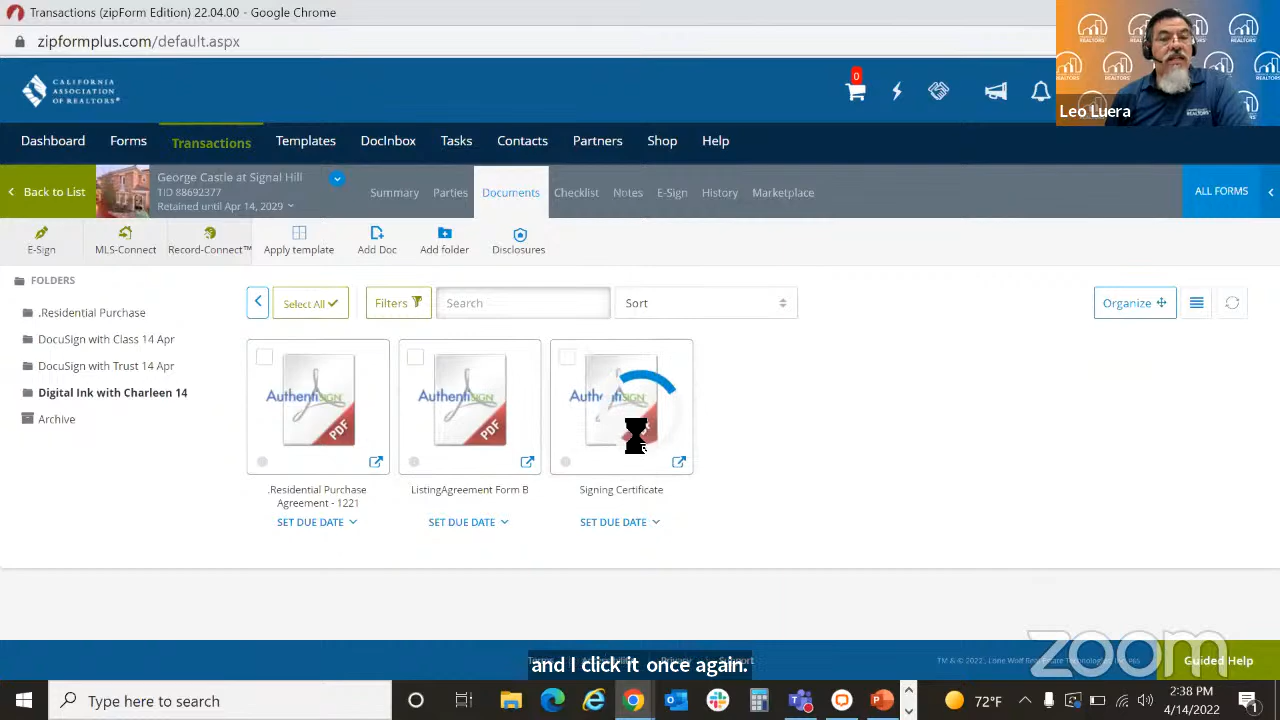 Transactions (zipForm Edition) 22.04.00 - Google Chrome
zipformplus.com/default.aspx
CALIFORNIA
ASSOCIATION
OF REALTORS®
0
REALTORS
Leo Luera
Dashboard Forms Transactions Templates DocInbox Tasks Contacts Partners Shop Help
Back to List
George Castle at Signal Hill
TID 88692377
Retained until Apr 14, 2029
Summary Parties Documents Checklist Notes E-Sign History Marketplace
ALL FORMS
E-Sign MLS-Connect Record-Connect™ Apply template Add Doc Add folder Disclosures
FOLDERS
.Residential Purchase
DocuSign with Class 14 Apr
DocuSign with Trust 14 Apr
Digital Ink with Charleen 14
Archive
Select All Filters Search Sort Organize
AuthentiSIGN PDF
AuthentiSIGN PDF
.Residential Purchase
Agreement - 1221
SET DUE DATE
ListingAgreement Form B
SET DUE DATE
Signing Certificate
SET DUE DATE
and I click it once again.
zoom
Guided Help
Type here to search
72°F
2:38 PM
4/14/2022
1